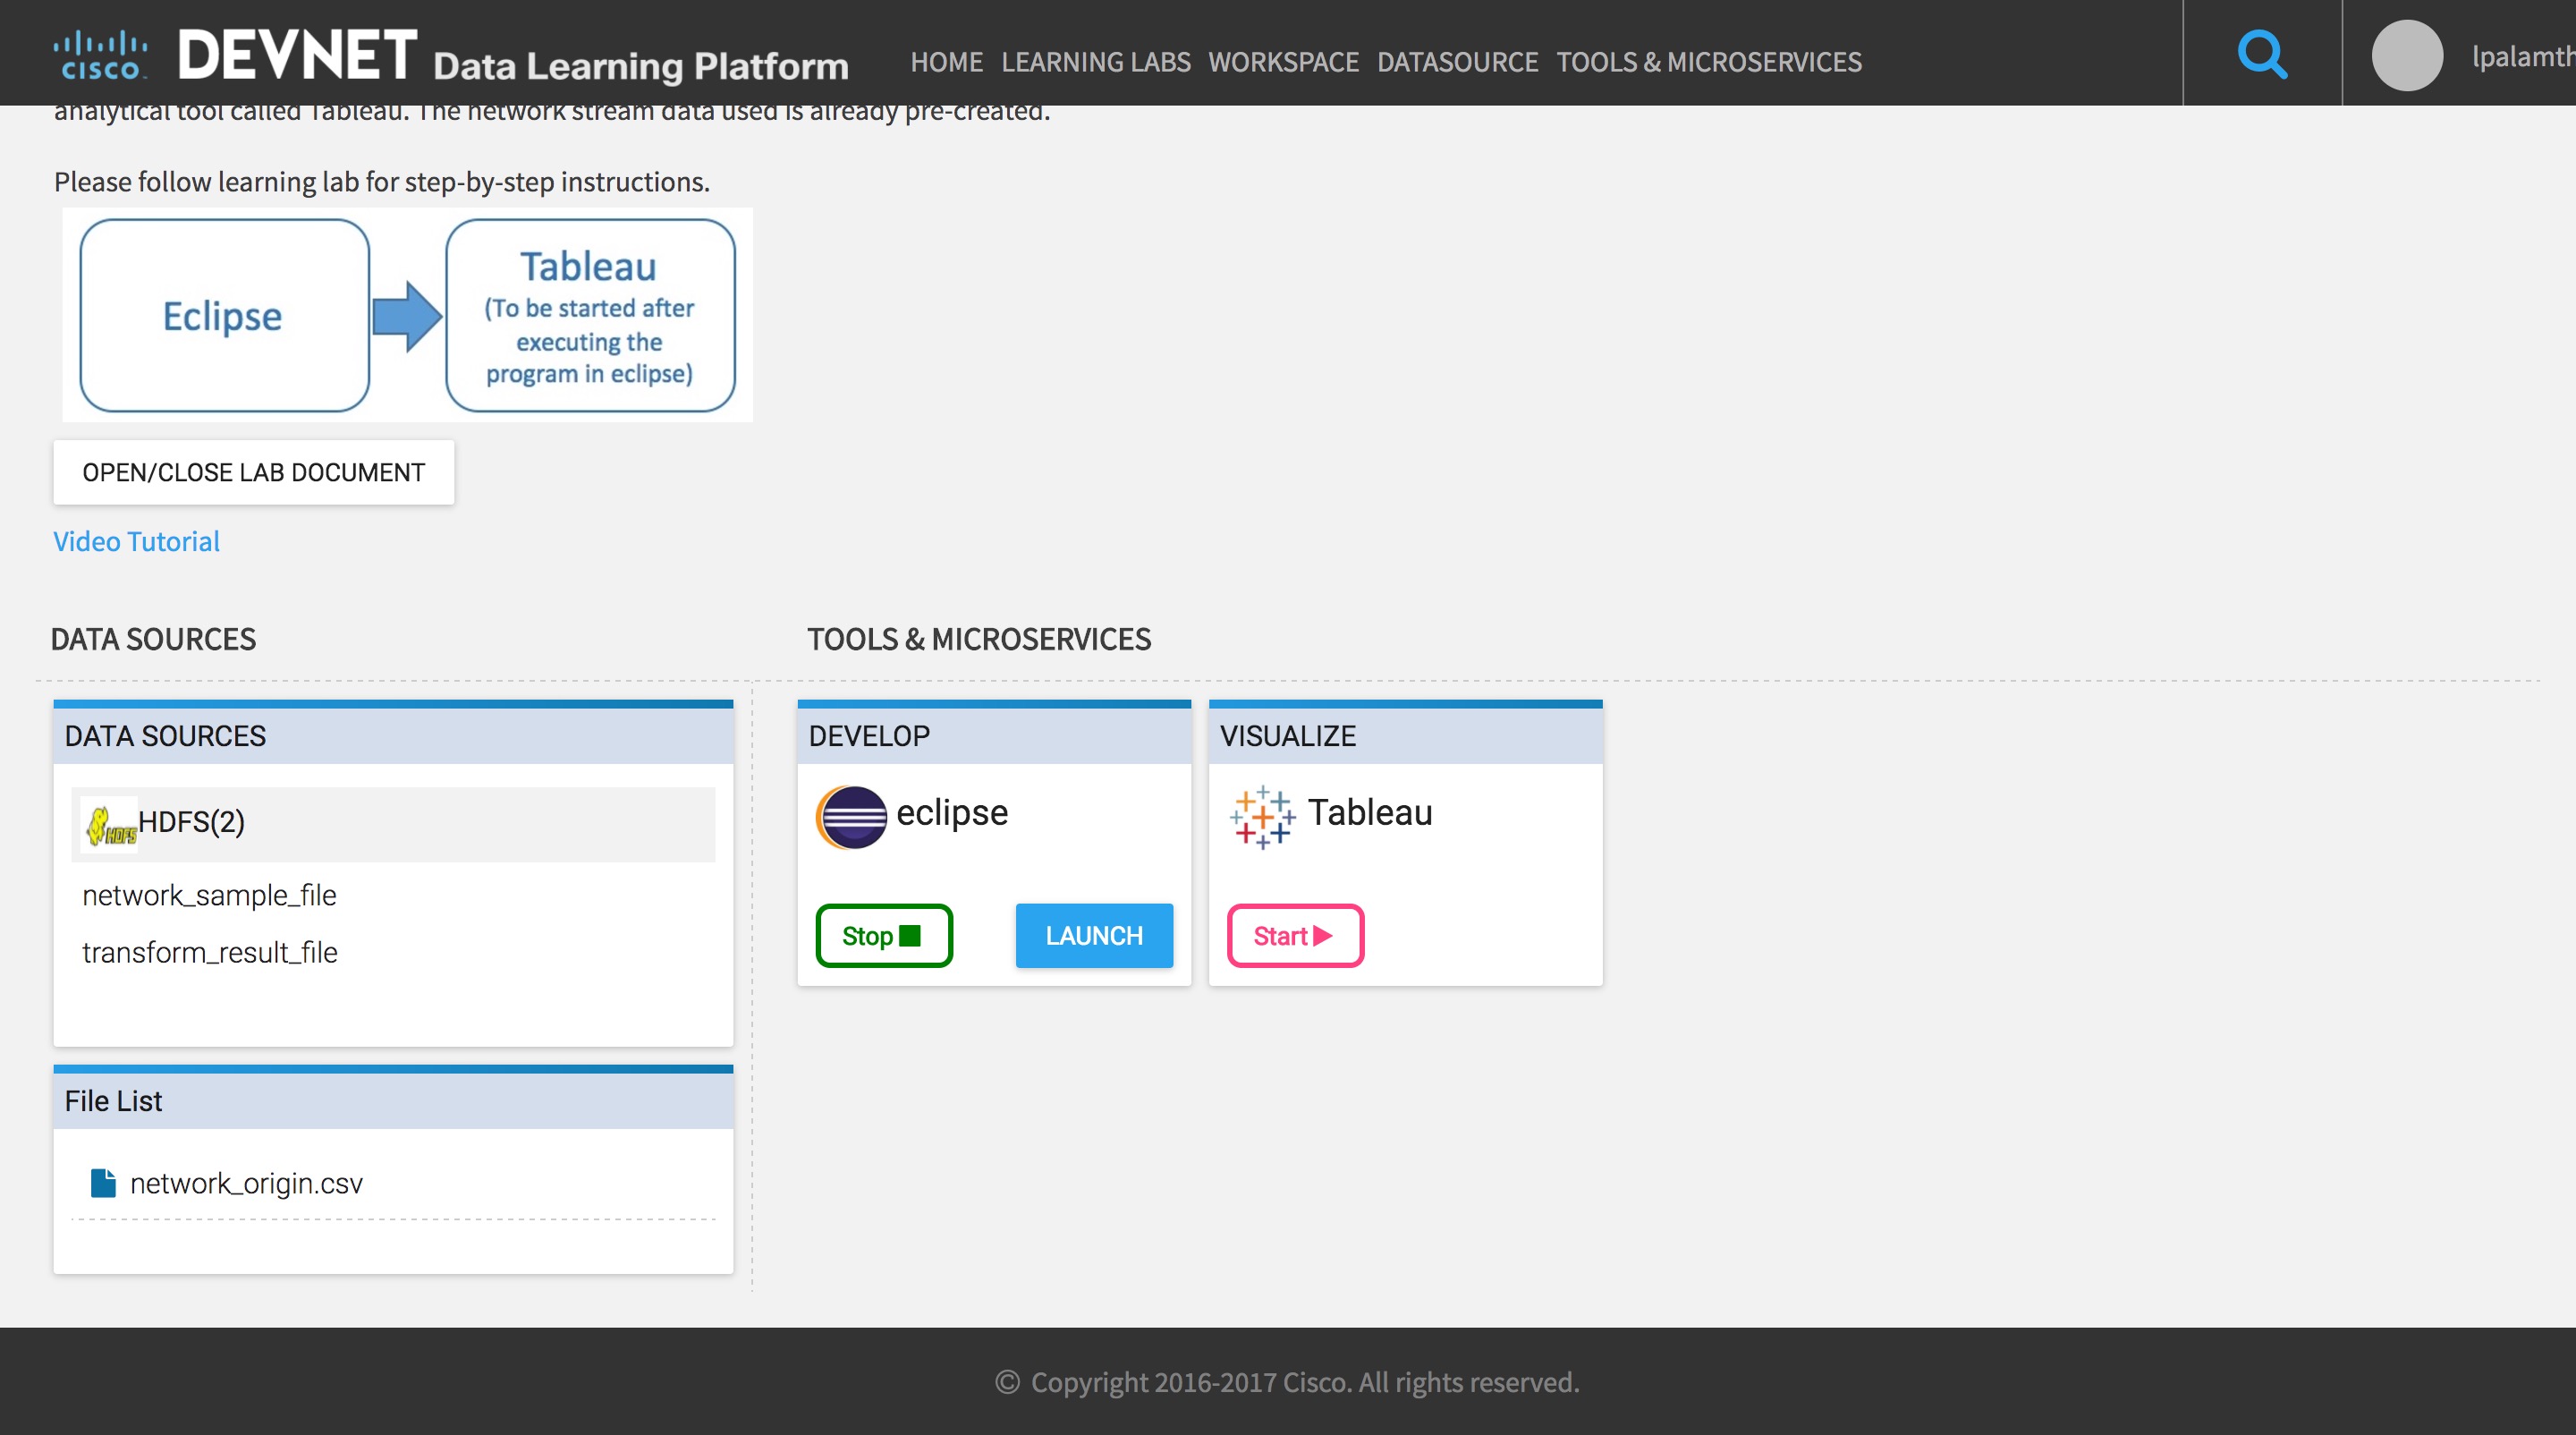 CISCO DEVNET Data Learning Platform HOME LEARNING LABS WORKSPACE DATASOURCE TOOLS & MICROSERVICES lpalamth
analytical tool called Tableau. The network stream data used is already pre-created.
Please follow learning lab for step-by-step instructions.
Eclipse
Tableau
(To be started after
executing the
program in eclipse)
OPEN/CLOSE LAB DOCUMENT
Video Tutorial
DATA SOURCES
TOOLS & MICROSERVICES
DATA SOURCES
HDFS
HDFS(2)
network_sample_file
transform_result_file
File List
network_origin.csv
DEVELOP
eclipse
Stop
LAUNCH
VISUALIZE
Tableau
Start
© Copyright 2016-2017 Cisco. All rights reserved.